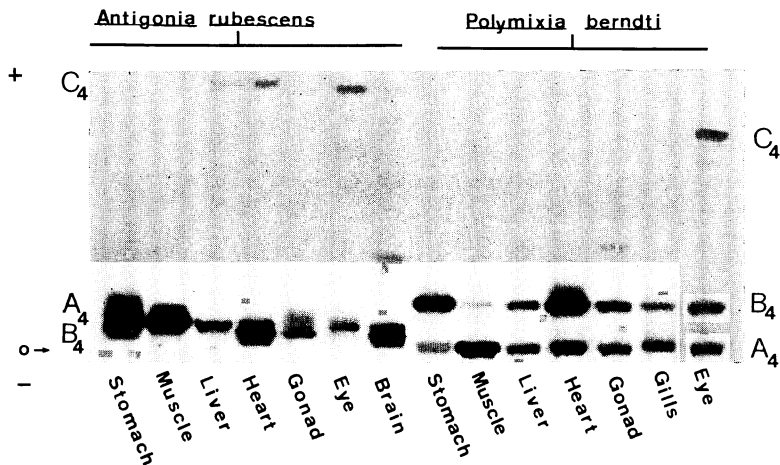 Antigonia rubescens
Polymixia berndti
+
C4
C4
A4
B4
B4
A4
o→
−
Stomach
Muscle
Liver
Heart
Gonad
Eye
Brain
Stomach
Muscle
Liver
Heart
Gonad
Gills
Eye